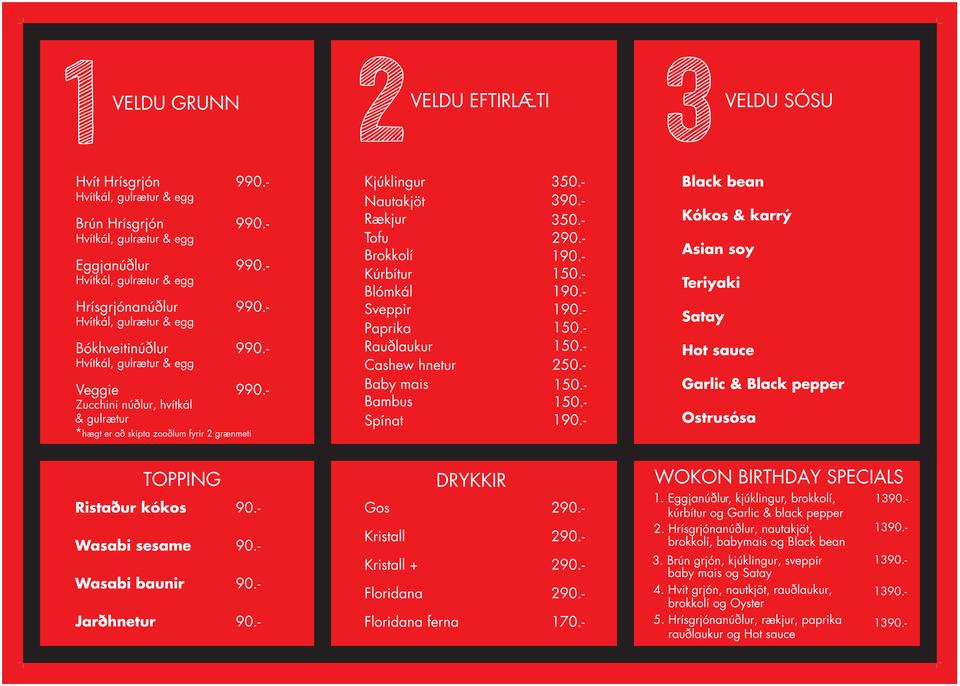 1 VELDU GRUNN
Hvít Hrísgrjón 990.-
Hvítkál, gulrætur & egg
Brún Hrísgrjón 990.-
Hvítkál, gulrætur & egg
Eggjanúðlur 990.-
Hvítkál, gulrætur & egg
Hrísgrjónanúðlur 990.-
Hvítkál, gulrætur & egg
Bókhveitinúðlur 990.-
Hvítkál, gulrætur & egg
Veggie 990.-
Zucchini núðlur, hvítkál
& gulrætur
*hægt er að skipta zooðlum fyrir 2 grænmeti
2 VELDU EFTIRLÆTI
Kjúklingur 350.-
Nautakjöt 390.-
Rækjur 350.-
Tofu 290.-
Brokkolí 190.-
Kúrbítur 150.-
Blómkál 190.-
Sveppir 190.-
Paprika 150.-
Rauðlaukur 150.-
Cashew hnetur 250.-
Baby mais 150.-
Bambus 150.-
Spínat 190.-
3 VELDU SÓSU
Black bean
Kókos & karrý
Asian soy
Teriyaki
Satay
Hot sauce
Garlic & Black pepper
Ostrusósa
TOPPING
Ristaður kókos 90.-
Wasabi sesame 90.-
Wasabi baunir 90.-
Jarðhnetur 90.-
DRYKKIR
Gos 290.-
Kristall 290.-
Kristall + 290.-
Floridana 290.-
Floridana ferna 170.-
WOKON BIRTHDAY SPECIALS
1. Eggjanúðlur, kjúklingur, brokkolí, 1390.-
kúrbítur og Garlic & black pepper
2. Hrísgrjónanúðlur, nautakjöt, 1390.-
brokkolí, babymais og Black bean
3. Brún grjón, kjúklingur, sveppir 1390.-
baby mais og Satay
4. Hvít grjón, nautkjöt, rauðlaukur, 1390.-
brokkolí og Oyster
5. Hrísgrjónanúðlur, rækjur, paprika 1390.-
rauðlaukur og Hot sauce